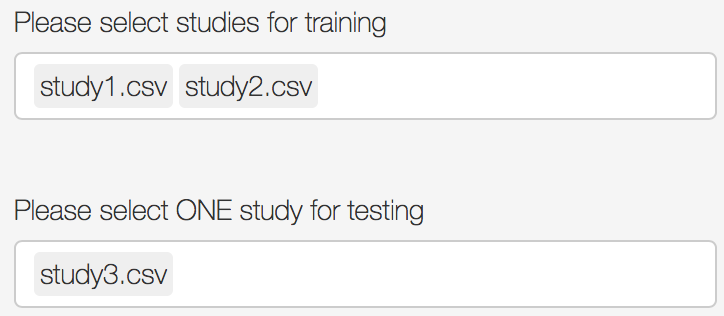 Please select studies for training
study1.csv study2.csv
Please select ONE study for testing
study3.csv